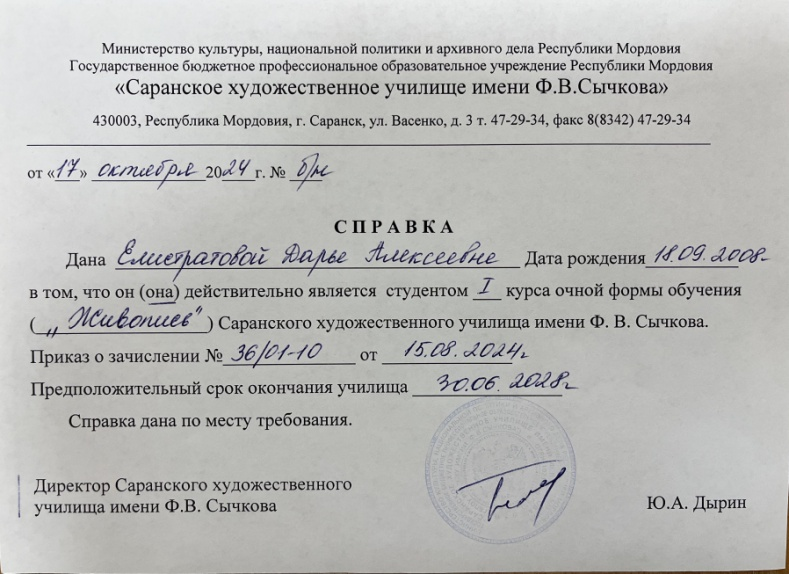 Министерство культуры, национальной политики и архивного дела Республики Мордовия
Государственное бюджетное профессиональное образовательное учреждение Республики Мордовия
«Саранское художественное училище имени Ф.В.Сычкова»
430003, Республика Мордовия, г. Саранск, ул. Васенко, д. 3 т. 47-29-34, факс 8(8342) 47-29-34
от «17» октября 2024 г. № б/н
СПРАВКА
Дана Елистратовой Дарье Алексеевне Дата рождения 18.09.2008г
в том, что он (она) действительно является студентом I курса очной формы обучения
(„Живопись") Саранского художественного училища имени Ф. В. Сычкова.
Приказ о зачислении № 36/01-10 от 15.08.2024г
Предположительный срок окончания училища 30.06.2028г
Справка дана по месту требования.
Директор Саранского художественного
училища имени Ф.В. Сычкова Ю.А. Дырин